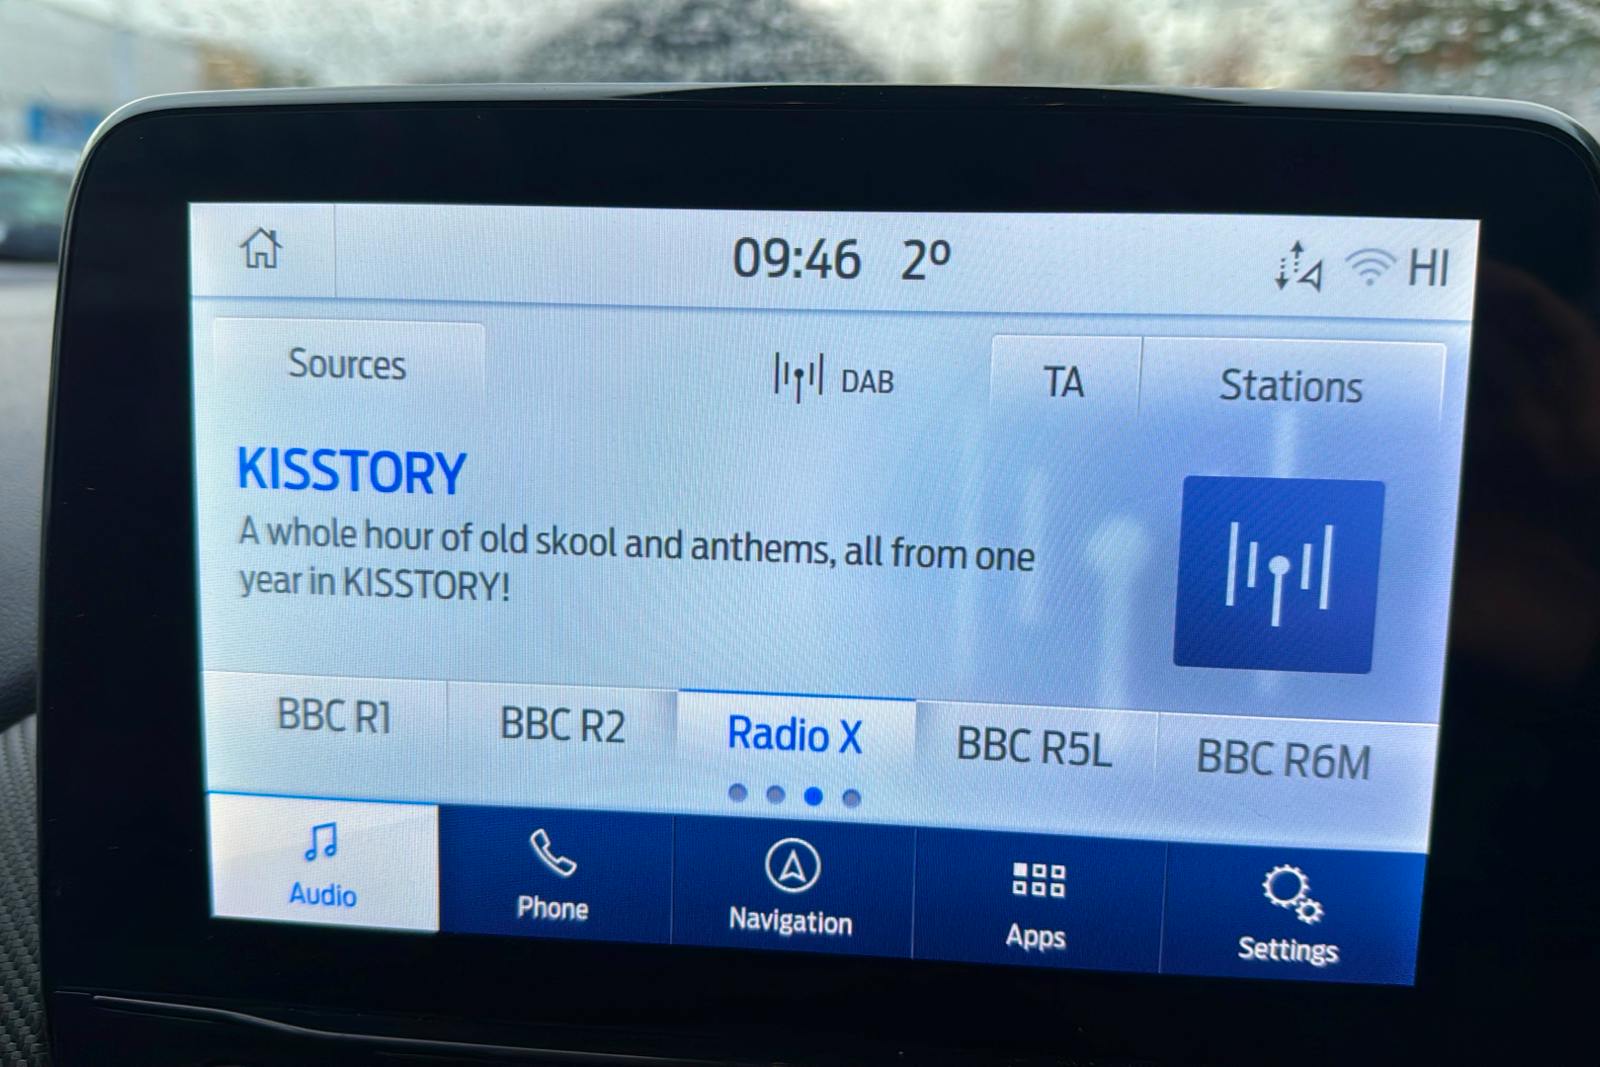 09:46 2º
HI
Sources
DAB
TA
Stations
KISSTORY
A whole hour of old skool and anthems, all from one
year in KISSTORY!
BBC R1
BBC R2
Radio X
BBC R5L
BBC R6M
Audio
Phone
Navigation
Apps
Settings